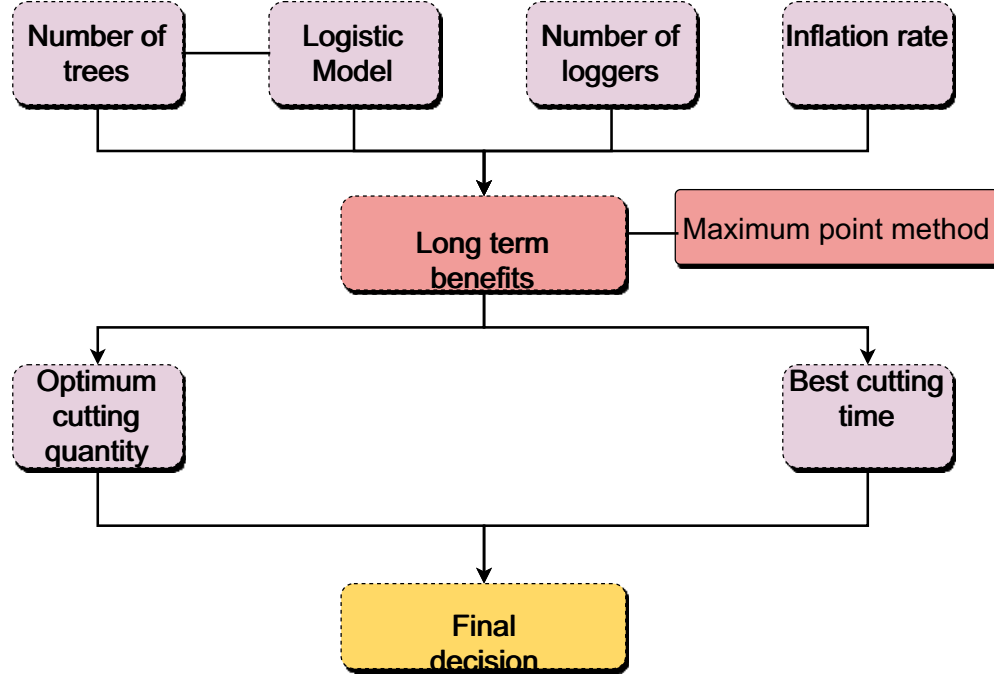 Number of
trees
Logistic
Model
Number of
loggers
Inflation rate
Long term
benefits
Maximum point method
Optimum
cutting
quantity
Best cutting
time
Final
decision